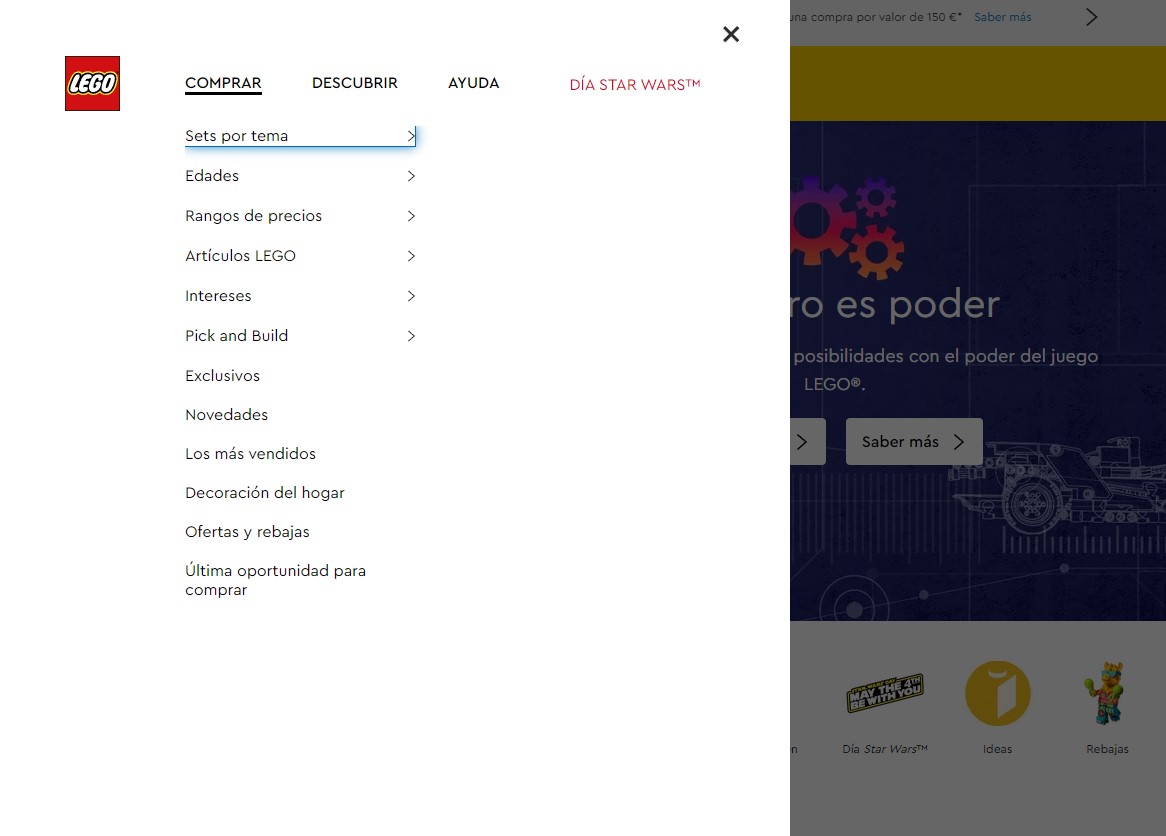 una compra por valor de 150 €* Saber más
LEGO
COMPRAR DESCUBRIR AYUDA DÍA STAR WARS™
Sets por tema
Edades
Rangos de precios
Artículos LEGO
Intereses
Pick and Build
Exclusivos
Novedades
Los más vendidos
Decoración del hogar
Ofertas y rebajas
Última oportunidad para
comprar
es poder
posibilidades con el poder del juego
LEGO®.
Saber más
STAR WARS DAY
MAY THE 4TH
BE WITH YOU
Día Star Wars™
Ideas
Rebajas